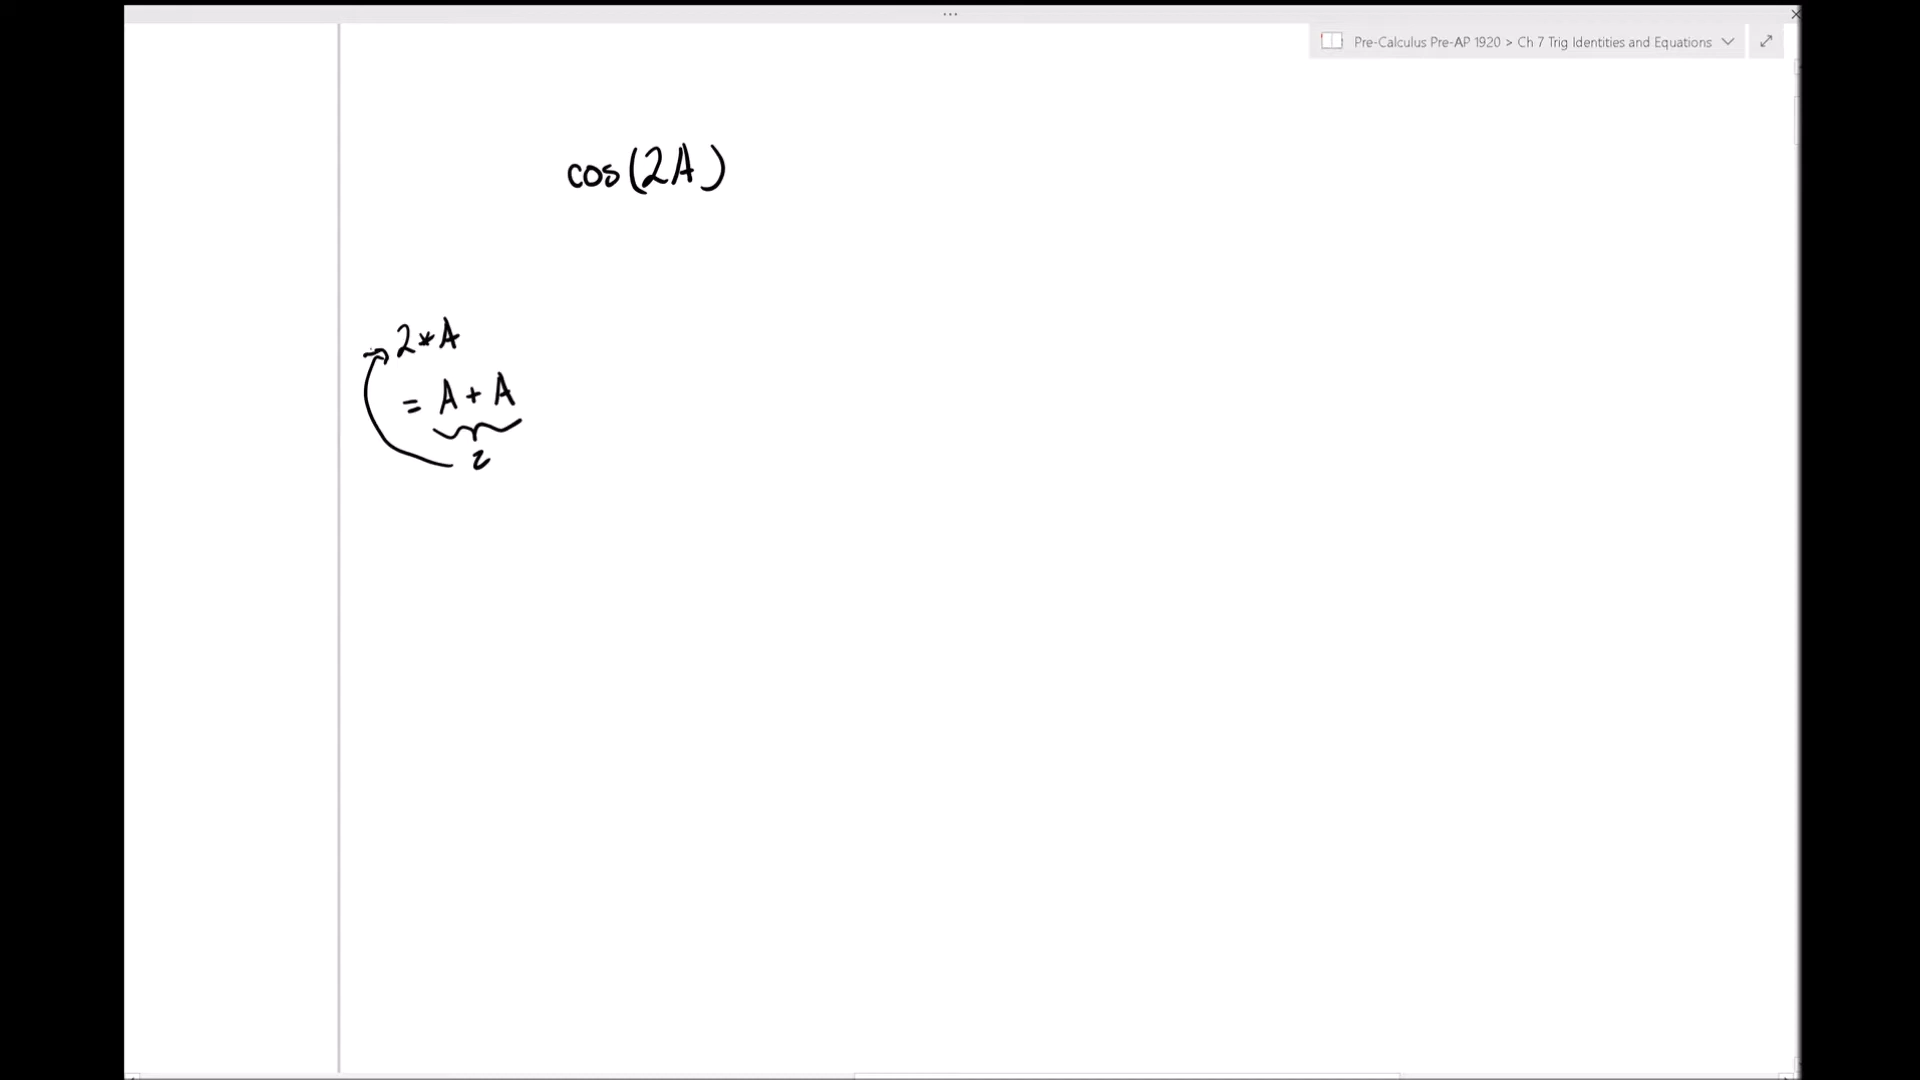 Pre-Calculus Pre-AP 1920 > Ch 7 Trig Identities and Equations
cos(2A)
2*A
= A + A
2